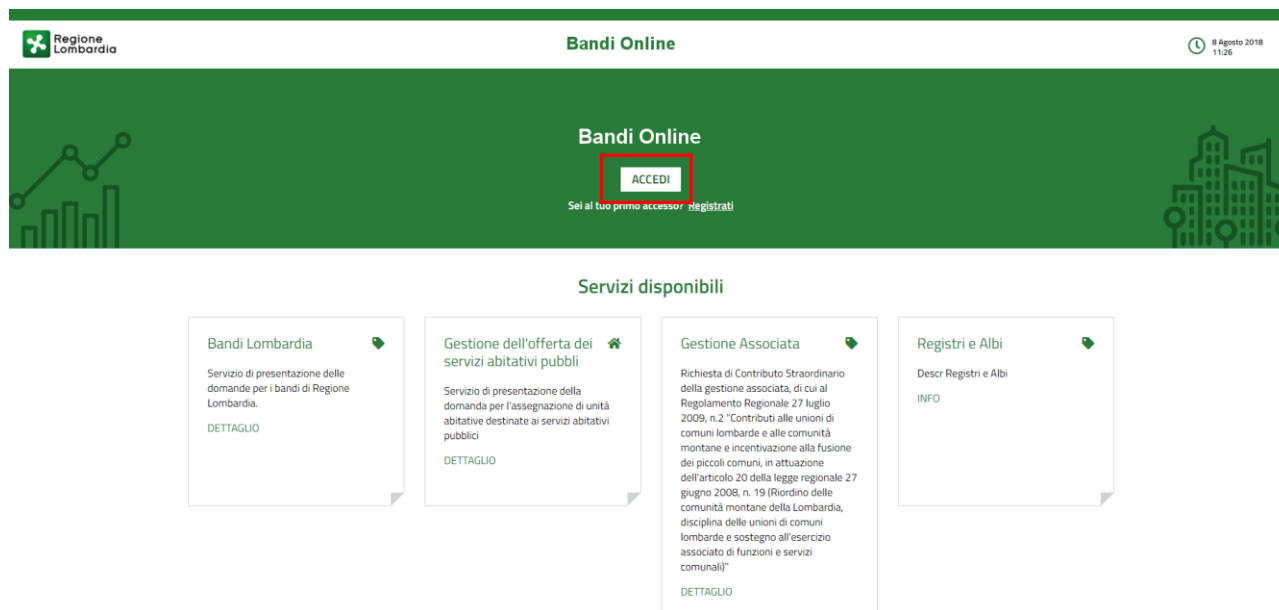 Regione
Lombardia
Bandi Online
8 Agosto 2018
11:26
Bandi Online
ACCEDI
Sei al tuo primo accesso? Registrati
Servizi disponibili
Bandi Lombardia
Servizio di presentazione delle
domande per i bandi di Regione
Lombardia.
DETTAGLIO
Gestione dell'offerta dei
servizi abitativi pubbli
Servizio di presentazione della
domanda per l'assegnazione di unità
abitative destinate ai servizi abitativi
pubblici
DETTAGLIO
Gestione Associata
Richiesta di Contributo Straordinario
della gestione associata, di cui al
Regolamento Regionale 27 luglio
2009, n.2 "Contributi alle unioni di
comuni lombarde e alle comunità
montane e incentivazione alla fusione
dei piccoli comuni, in attuazione
dell'articolo 20 della legge regionale 27
giugno 2008, n. 19 (Riordino delle
comunità montane della Lombardia,
disciplina delle unioni di comuni
lombarde e sostegno all'esercizio
associato di funzioni e servizi
comunali)"
DETTAGLIO
Registri e Albi
Descr Registri e Albi
INFO